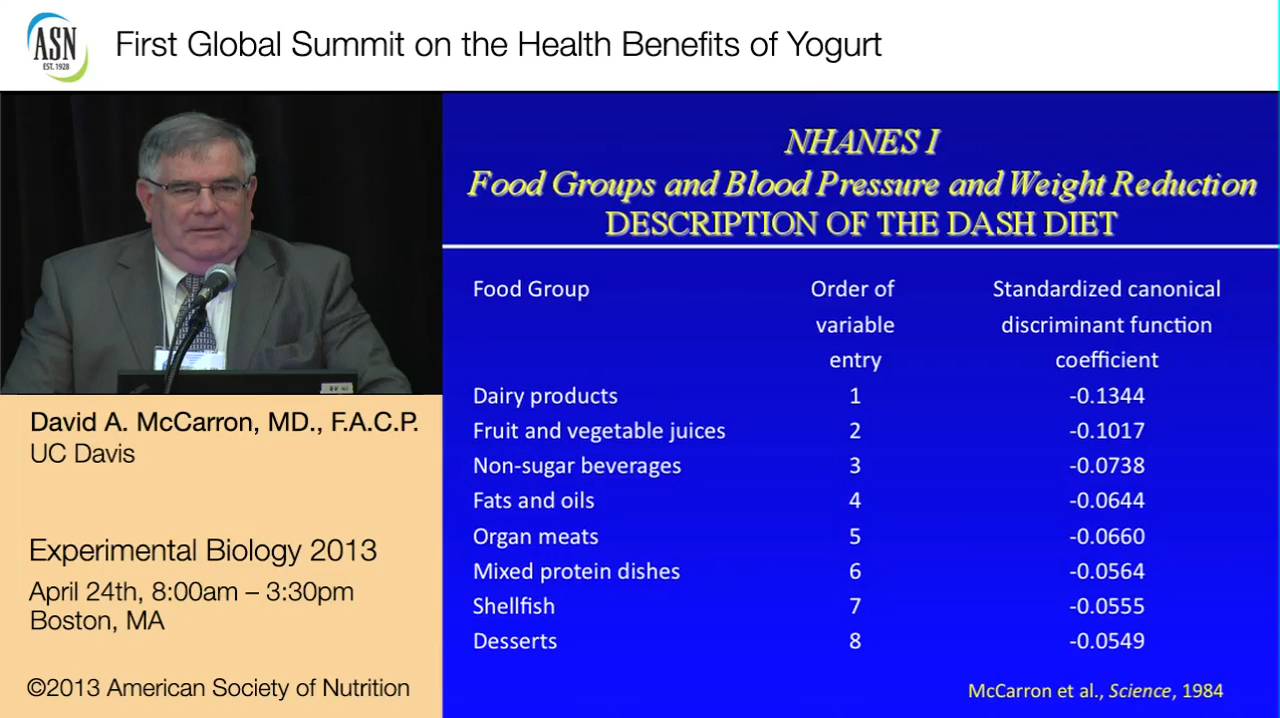 ASN
EST. 1928
First Global Summit on the Health Benefits of Yogurt
David A. McCarron, MD., F.A.C.P.
UC Davis
Experimental Biology 2013
April 24th, 8:00am – 3:30pm
Boston, MA
©2013 American Society of Nutrition
NHANES I
Food Groups and Blood Pressure and Weight Reduction
DESCRIPTION OF THE DASH DIET
Food Group Order of variable entry Standardized canonical discriminant function coefficient
Dairy products 1 -0.1344
Fruit and vegetable juices 2 -0.1017
Non-sugar beverages 3 -0.0738
Fats and oils 4 -0.0644
Organ meats 5 -0.0660
Mixed protein dishes 6 -0.0564
Shellfish 7 -0.0555
Desserts 8 -0.0549
McCarron et al., Science, 1984